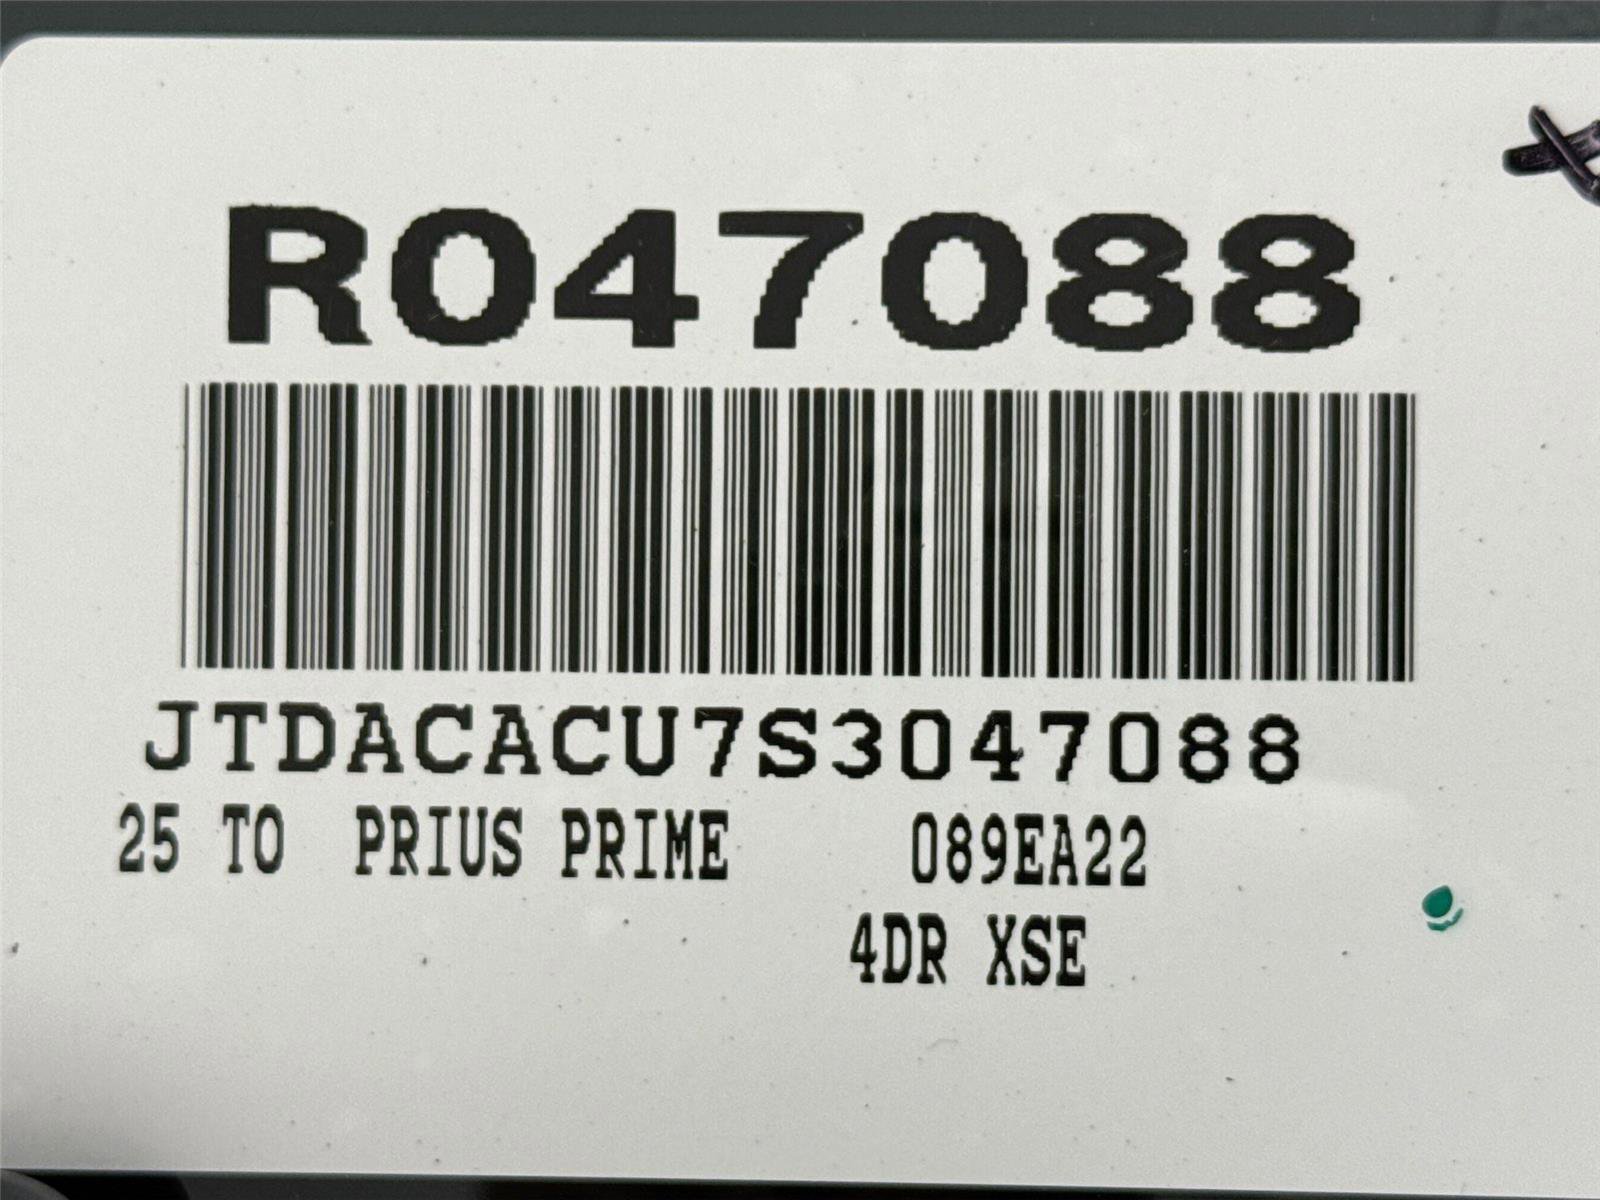 R047088
JTDACACU7S3047088
25 TO PRIUS PRIME 089EA22
4DR XSE